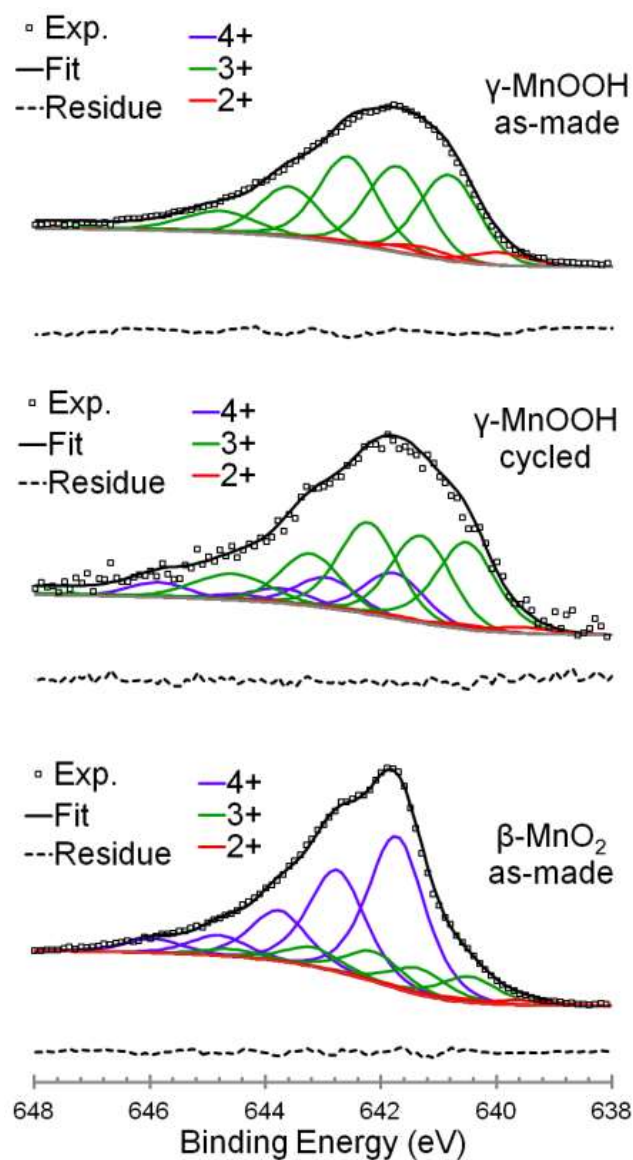 Exp.
Fit
Residue
4+
3+
2+
γ-MnOOH
as-made
Exp.
Fit
Residue
4+
3+
2+
γ-MnOOH
cycled
Exp.
Fit
Residue
4+
3+
2+
β-MnO₂
as-made
648 646 644 642 640 638
Binding Energy (eV)